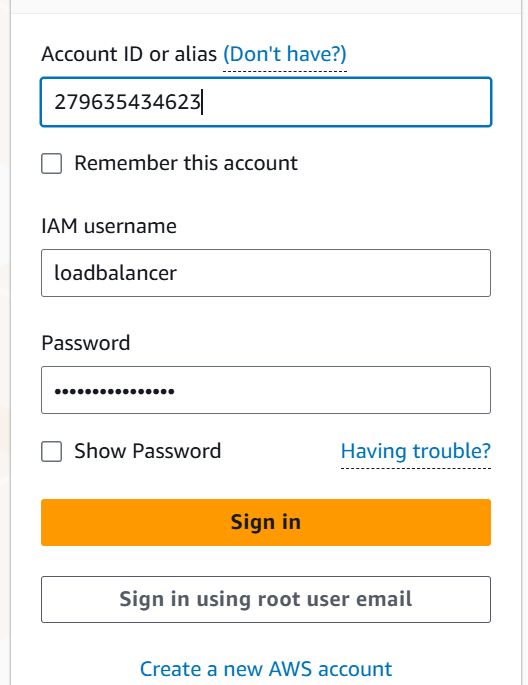 Account ID or alias (Don't have?)
279635434623
Remember this account
IAM username
loadbalancer
Password
••••••••••••••••
Show Password Having trouble?
Sign in
Sign in using root user email
Create a new AWS account